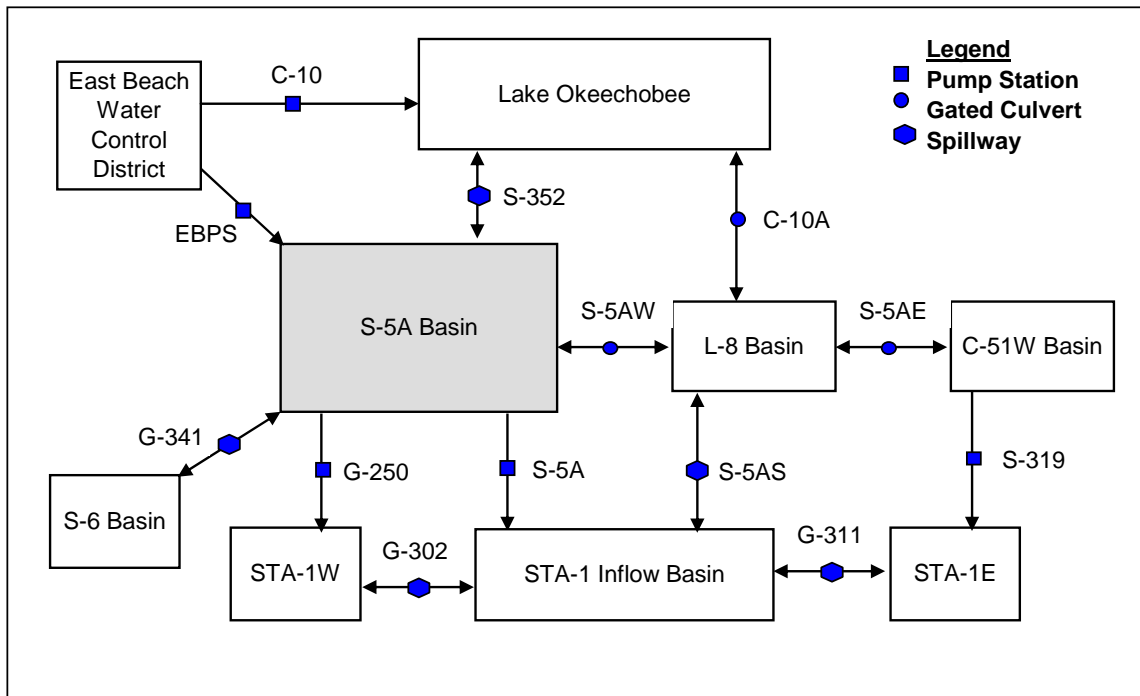 Legend
Pump Station
Gated Culvert
Spillway
East Beach
Water
Control
District
C-10
Lake Okeechobee
EBPS
S-352
C-10A
S-5A Basin
S-5AW
L-8 Basin
S-5AE
C-51W Basin
G-341
G-250
S-5A
S-5AS
S-319
S-6 Basin
STA-1W
G-302
STA-1 Inflow Basin
G-311
STA-1E